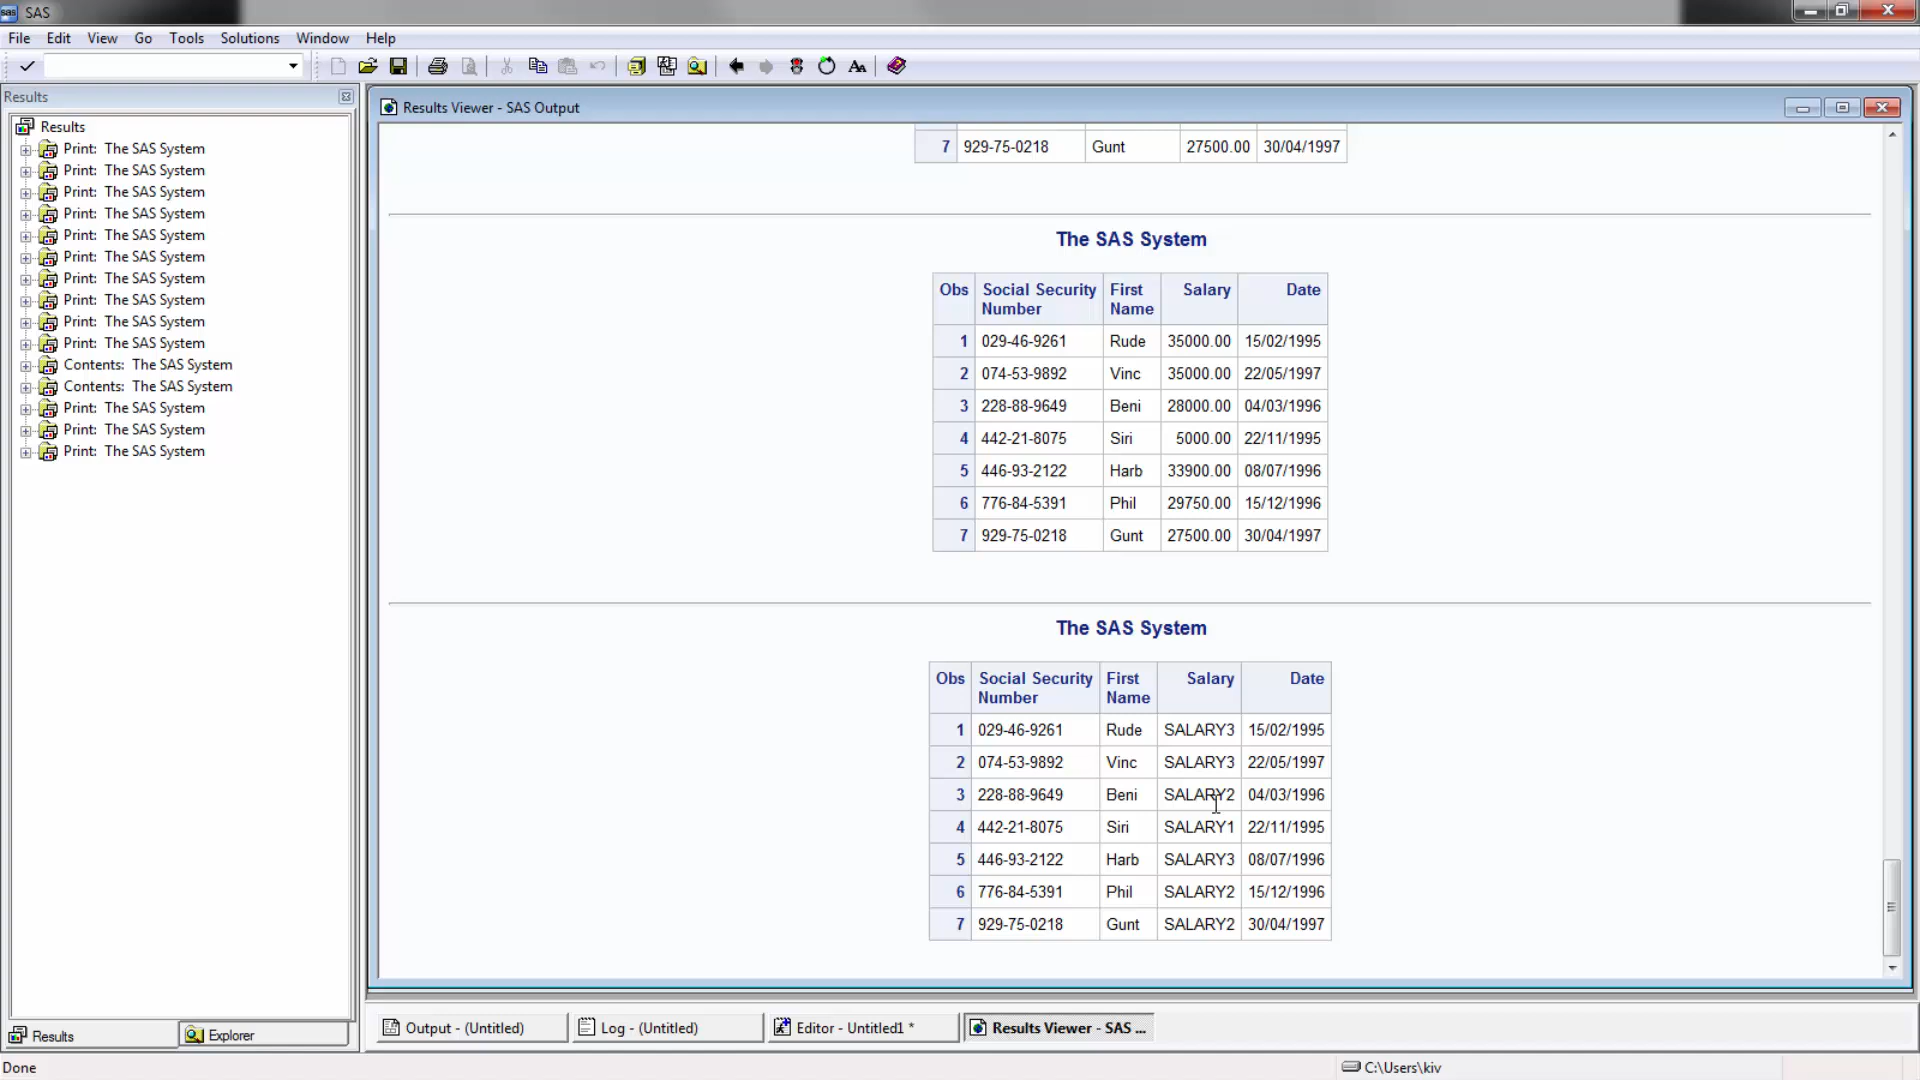 SAS
File Edit View Go Tools Solutions Window Help
Results
Results
Print: The SAS System
Print: The SAS System
Print: The SAS System
Print: The SAS System
Print: The SAS System
Print: The SAS System
Print: The SAS System
Print: The SAS System
Print: The SAS System
Print: The SAS System
Contents: The SAS System
Contents: The SAS System
Print: The SAS System
Print: The SAS System
Print: The SAS System
Results Explorer
Results Viewer - SAS Output
7 929-75-0218 Gunt 27500.00 30/04/1997
The SAS System
Obs Social Security Number First Name Salary Date
1 029-46-9261 Rude 35000.00 15/02/1995
2 074-53-9892 Vinc 35000.00 22/05/1997
3 228-88-9649 Beni 28000.00 04/03/1996
4 442-21-8075 Siri 5000.00 22/11/1995
5 446-93-2122 Harb 33900.00 08/07/1996
6 776-84-5391 Phil 29750.00 15/12/1996
7 929-75-0218 Gunt 27500.00 30/04/1997
The SAS System
Obs Social Security Number First Name Salary Date
1 029-46-9261 Rude SALARY3 15/02/1995
2 074-53-9892 Vinc SALARY3 22/05/1997
3 228-88-9649 Beni SALARY2 04/03/1996
4 442-21-8075 Siri SALARY1 22/11/1995
5 446-93-2122 Harb SALARY3 08/07/1996
6 776-84-5391 Phil SALARY2 15/12/1996
7 929-75-0218 Gunt SALARY2 30/04/1997
Output - (Untitled) Log - (Untitled) Editor - Untitled1 * Results Viewer - SAS ...
Done C:\Users\kiv